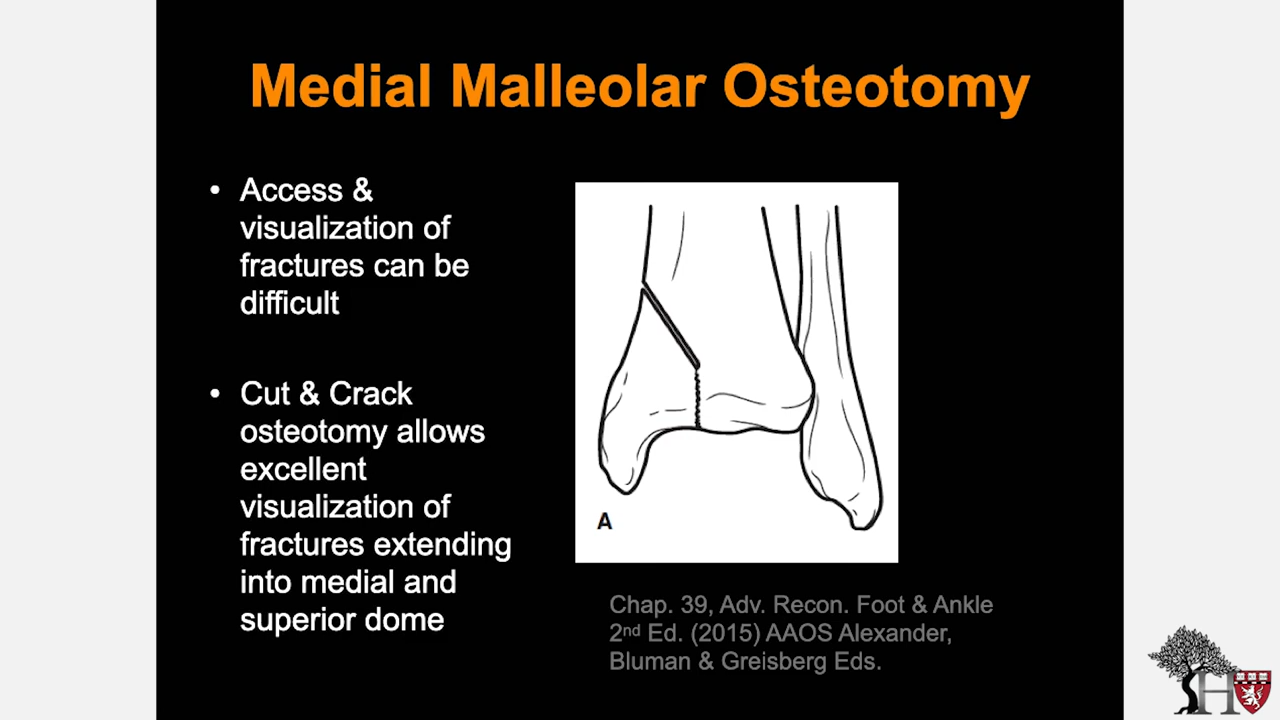 Medial Malleolar Osteotomy
• Access &
visualization of
fractures can be
difficult
• Cut & Crack
osteotomy allows
excellent
visualization of
fractures extending
into medial and
superior dome
A
Chap. 39, Adv. Recon. Foot & Ankle
2nd Ed. (2015) AAOS Alexander,
Bluman & Greisberg Eds.
H